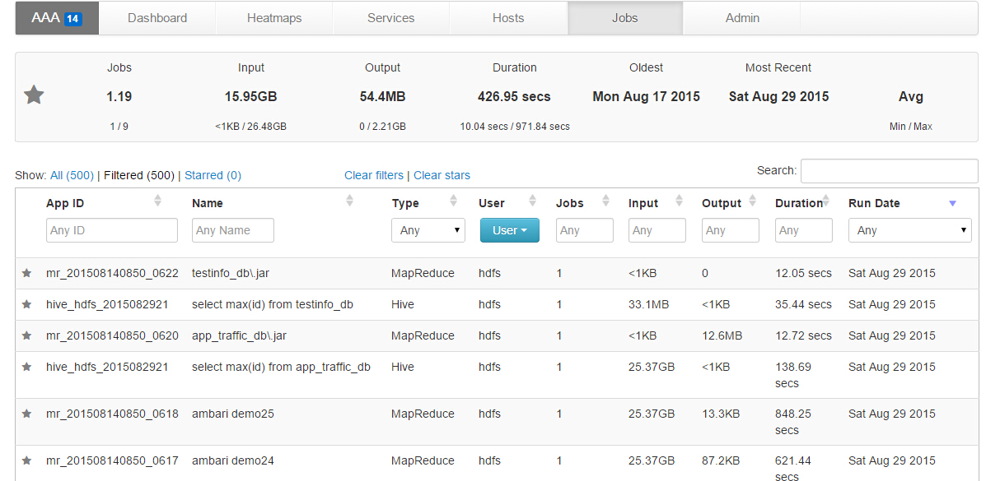 AAA 14 Dashboard Heatmaps Services Hosts Jobs Admin
Jobs Input Output Duration Oldest Most Recent
1.19 15.95GB 54.4MB 426.95 secs Mon Aug 17 2015 Sat Aug 29 2015 Avg
1 / 9 <1KB / 26.48GB 0 / 2.21GB 10.04 secs / 971.84 secs Min / Max
Show: All (500) | Filtered (500) | Starred (0) Clear filters | Clear stars Search:
App ID Name Type User Jobs Input Output Duration Run Date
Any ID Any Name Any User Any Any Any Any Any
mr_201508140850_0622 testinfo_db\.jar MapReduce hdfs 1 <1KB 0 12.05 secs Sat Aug 29 2015
hive_hdfs_2015082921 select max(id) from testinfo_db Hive hdfs 1 33.1MB <1KB 35.44 secs Sat Aug 29 2015
mr_201508140850_0620 app_traffic_db\.jar MapReduce hdfs 1 <1KB 12.6MB 12.72 secs Sat Aug 29 2015
hive_hdfs_2015082921 select max(id) from app_traffic_db Hive hdfs 1 25.37GB <1KB 138.69 Sat Aug 29 2015
secs
mr_201508140850_0618 ambari demo25 MapReduce hdfs 1 25.37GB 13.3KB 848.25 Sat Aug 29 2015
secs
mr_201508140850_0617 ambari demo24 MapReduce hdfs 1 25.37GB 87.2KB 621.44 Sat Aug 29 2015
secs